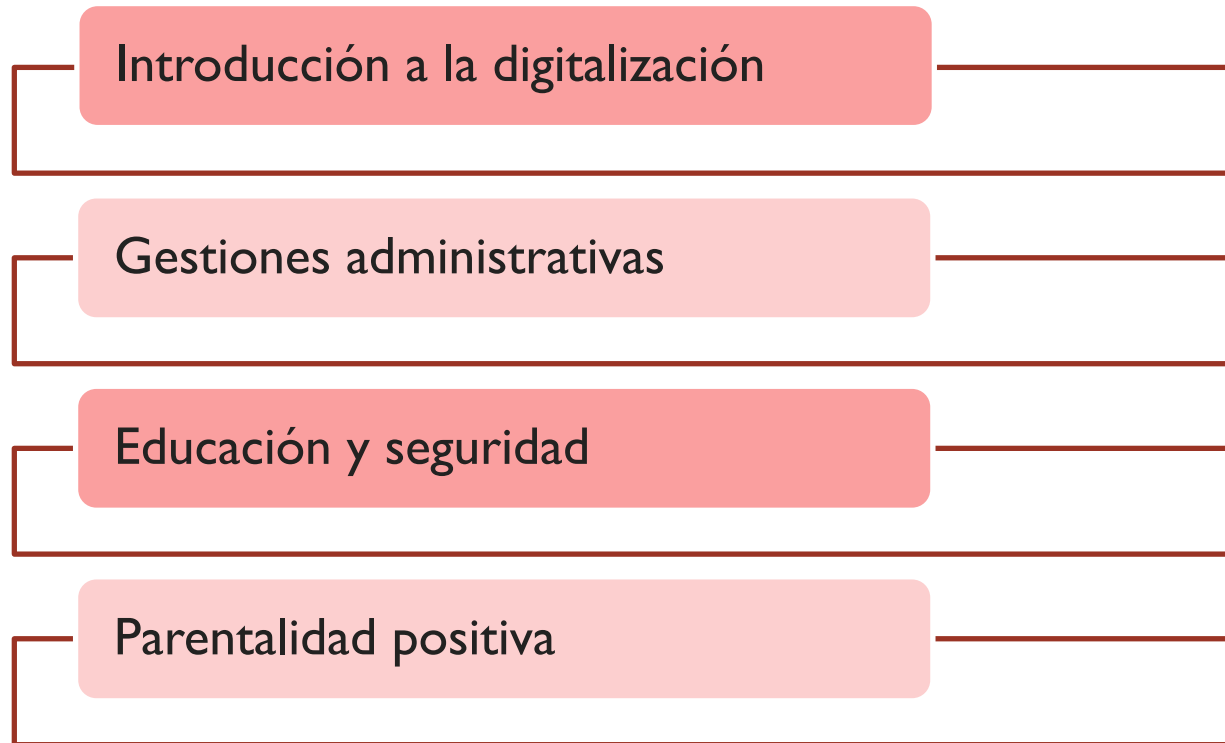 Introducción a la digitalización
Gestiones administrativas
Educación y seguridad
Parentalidad positiva